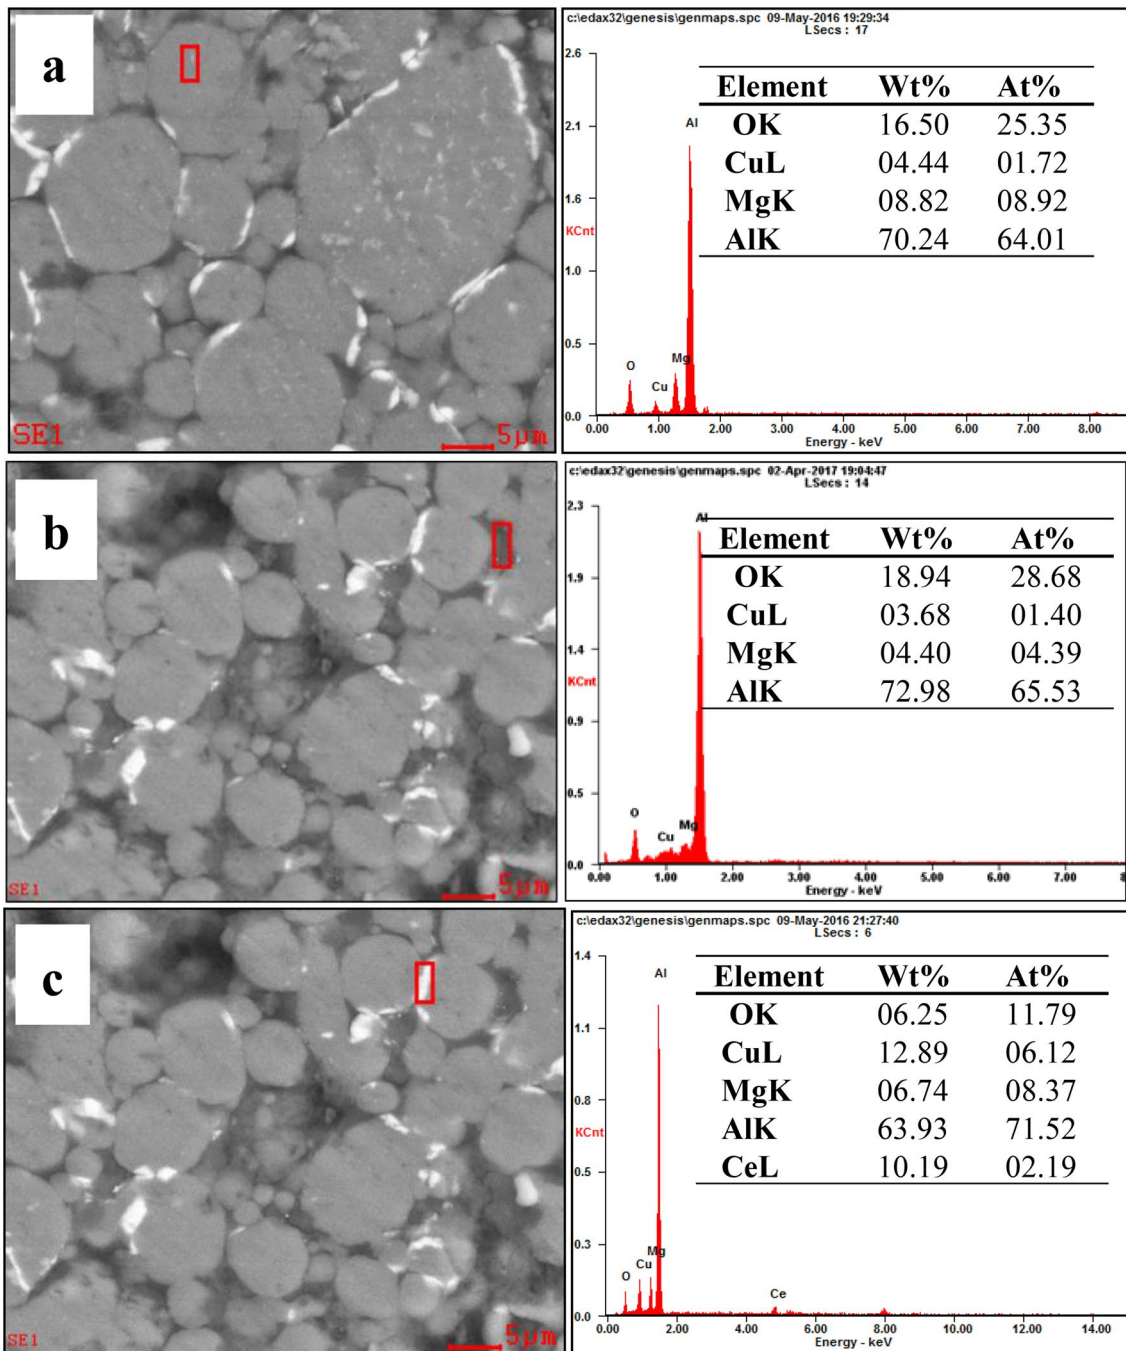 a
SE1
5µm
c:\edax32\genesis\genmaps.spc 09-May-2016 19:29:34
LSecs : 17
2.6
2.1
1.6
KCnt
1.0
0.5
0.0
Al
O
Cu
Mg
0.00 1.00 2.00 3.00 4.00 5.00 6.00 7.00 8.00
Energy - keV
Element Wt% At%
OK 16.50 25.35
CuL 04.44 01.72
MgK 08.82 08.92
AlK 70.24 64.01
b
SE1
5µm
c:\edax32\genesis\genmaps.spc 02-Apr-2017 19:04:47
LSecs : 14
2.3
1.9
1.4
KCnt
0.9
0.5
0.0
Al
O
Cu
Mg
0.00 1.00 2.00 3.00 4.00 5.00 6.00 7.00 8
Energy - keV
Element Wt% At%
OK 18.94 28.68
CuL 03.68 01.40
MgK 04.40 04.39
AlK 72.98 65.53
c
SE1
5µm
c:\edax32\genesis\genmaps.spc 09-May-2016 21:27:40
LSecs : 6
1.4
1.1
0.8
KCnt
0.5
0.3
0.0
Al
O
Cu
Mg
Ce
0.00 2.00 4.00 6.00 8.00 10.00 12.00 14.00
Energy - keV
Element Wt% At%
OK 06.25 11.79
CuL 12.89 06.12
MgK 06.74 08.37
AlK 63.93 71.52
CeL 10.19 02.19